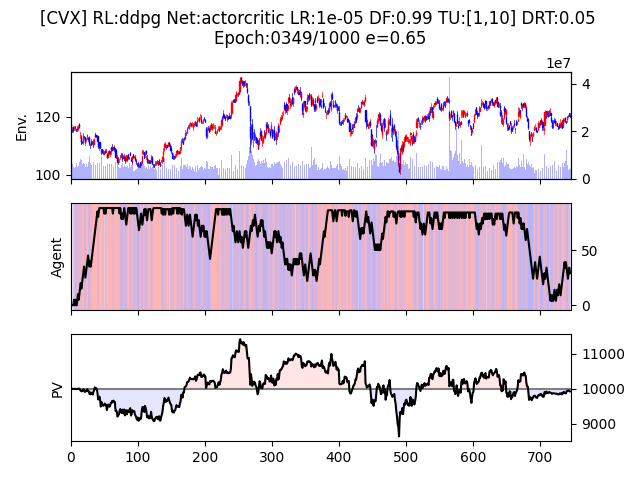 [CVX] RL:ddpg Net:actorcritic LR:1e-05 DF:0.99 TU:[1,10] DRT:0.05
Epoch:0349/1000 e=0.65
1e7
Env.
120
100
4
2
0
Agent
50
0
PV
11000
10000
9000
0 100 200 300 400 500 600 700